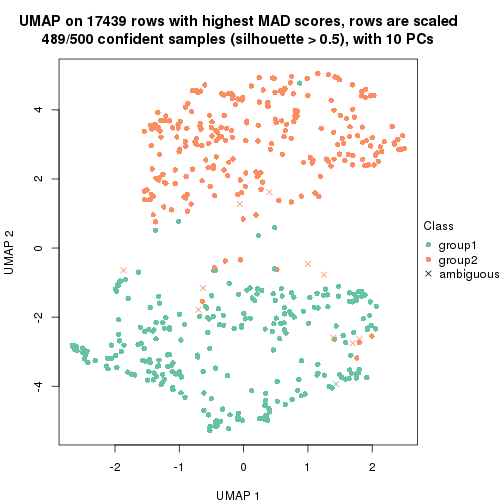 UMAP on 17439 rows with highest MAD scores, rows are scaled
489/500 confident samples (silhouette > 0.5), with 10 PCs
4
2
0
-2
-4
UMAP 2
Class
group1
group2
ambiguous
-2
-1
0
1
2
UMAP 1